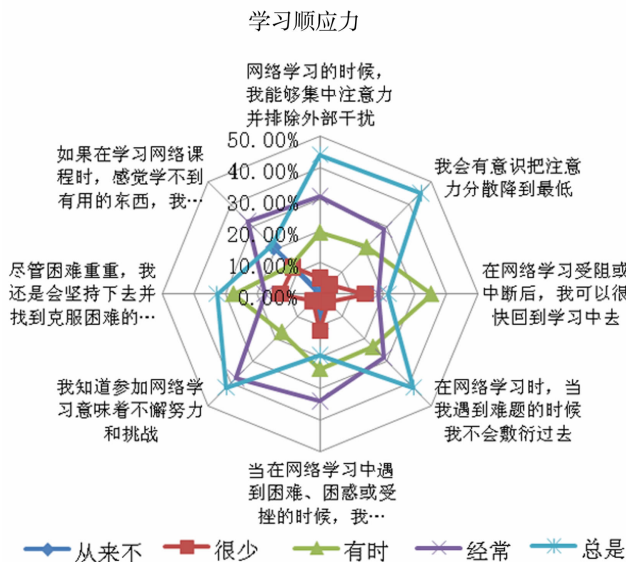 学习顺应力
网络学习的时候，
我能够集中注意力
并排除外部干扰
50.00%
40.00%
30.00%
20.00%
10.00%
0.00%
我会有意识把注意
力分散降到最低
在网络学习受阻或
中断后，我可以很
快回到学习中去
在网络学习时，当
我遇到难题的时候
我不会敷衍过去
当在网络学习中遇
到困难、困惑或受
挫的时候，我…
我知道参加网络学
习意味着不懈努力
和挑战
尽管困难重重，我
还是会坚持下去并
找到克服困难的…
如果在学习网络课
程时，感觉学不到
有用的东西，我…
从来不
很少
有时
经常
总是